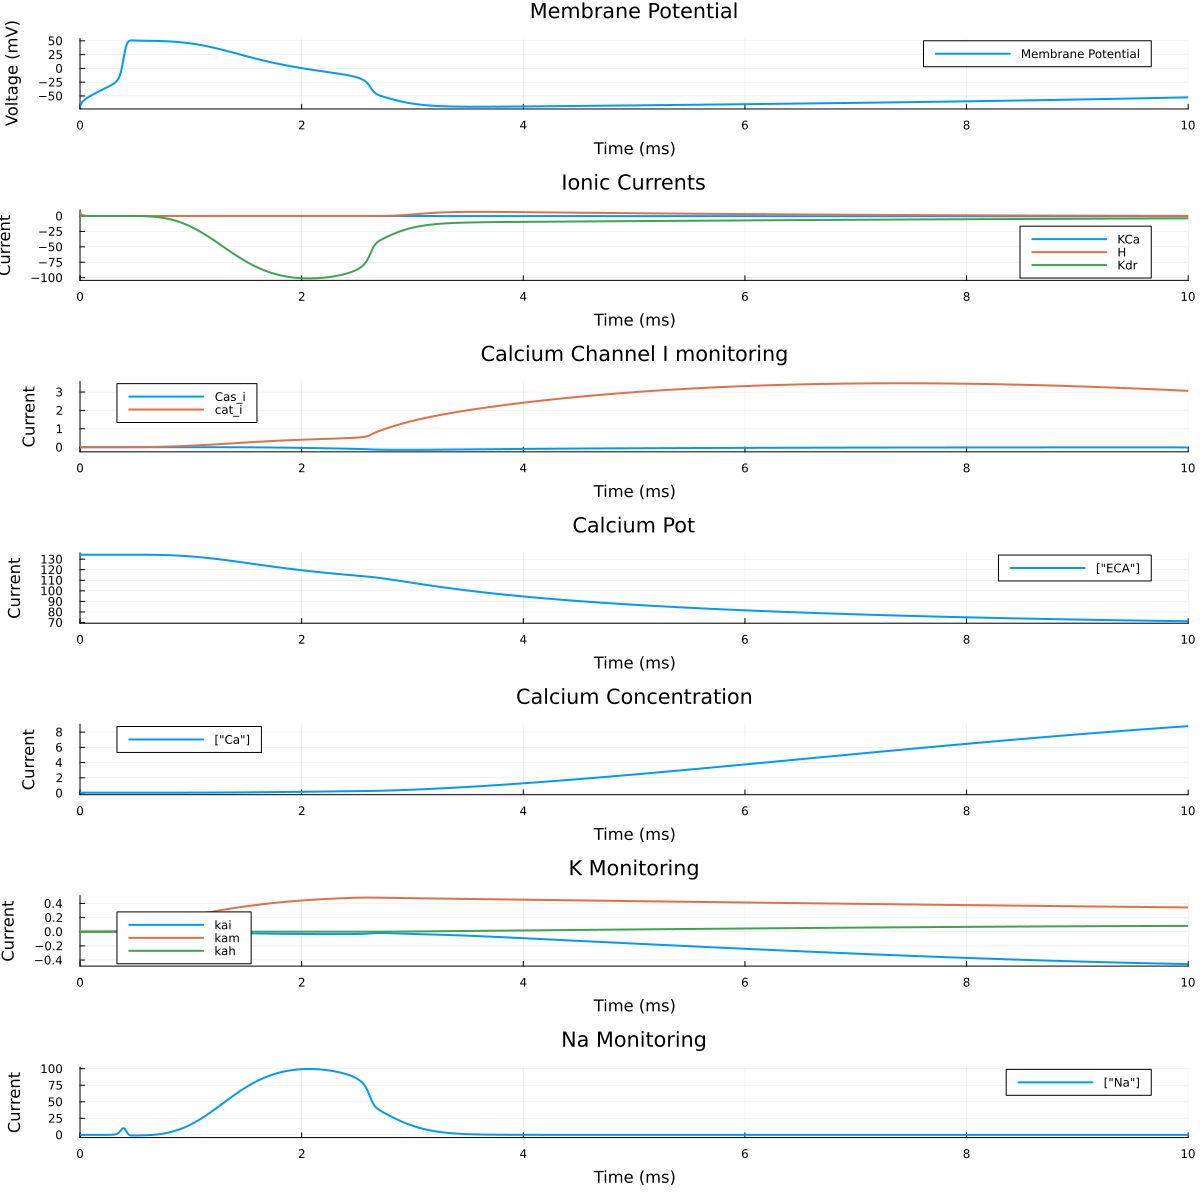 Membrane Potential
Voltage (mV)
50
25
0
−25
−50
Membrane Potential
0 2 4 6 8 10
Time (ms)
Ionic Currents
Current
0
−25
−50
−75
−100
KCa
H
Kdr
0 2 4 6 8 10
Time (ms)
Calcium Channel I monitoring
Current
3
2
1
0
Cas_i
cat_i
0 2 4 6 8 10
Time (ms)
Calcium Pot
Current
130
120
110
100
90
80
70
["ECA"]
0 2 4 6 8 10
Time (ms)
Calcium Concentration
Current
8
6
4
2
0
["Ca"]
0 2 4 6 8 10
Time (ms)
K Monitoring
Current
0.4
0.2
0.0
−0.2
−0.4
kai
kam
kah
0 2 4 6 8 10
Time (ms)
Na Monitoring
Current
100
75
50
25
0
["Na"]
0 2 4 6 8 10
Time (ms)